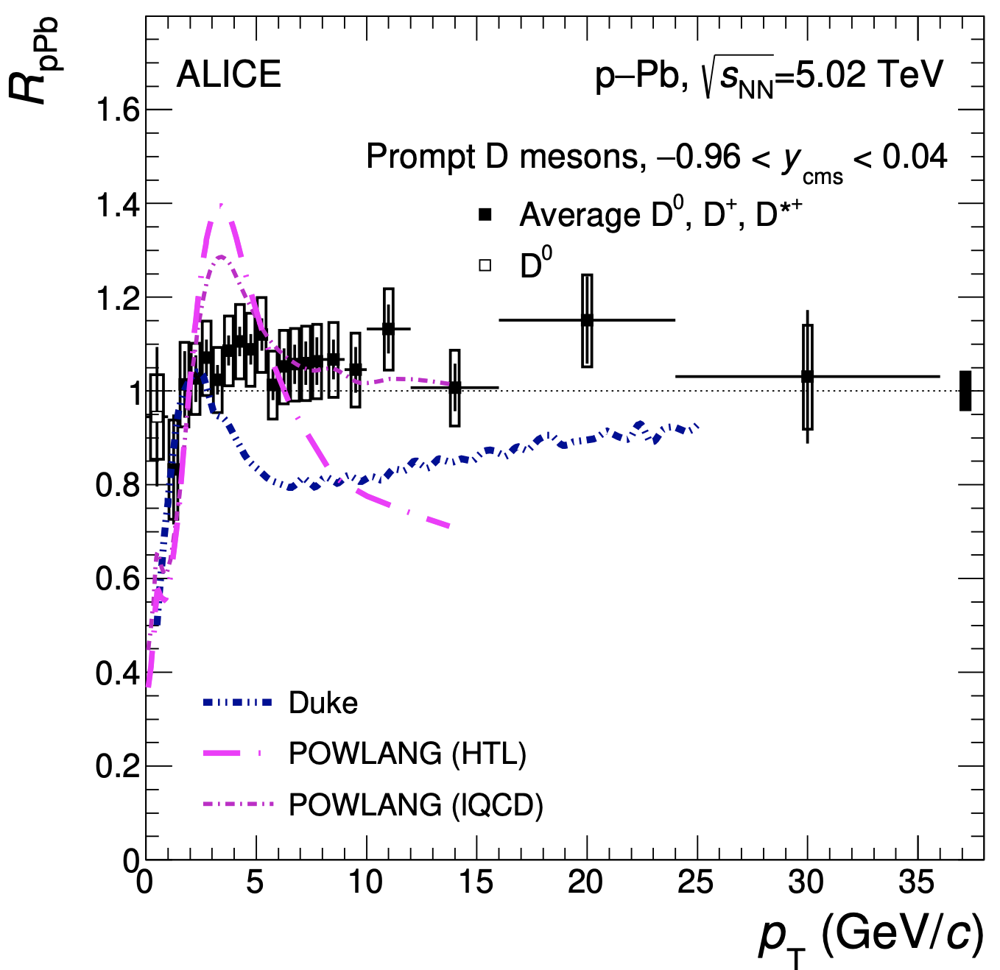 R_pPb
ALICE
p–Pb, √s_NN=5.02 TeV
Prompt D mesons, –0.96 < y_cms < 0.04
Average D⁰, D⁺, D*⁺
D⁰
1.6
1.4
1.2
1
0.8
0.6
0.4
0.2
0
Duke
POWLANG (HTL)
POWLANG (lQCD)
0 5 10 15 20 25 30 35
p_T (GeV/c)